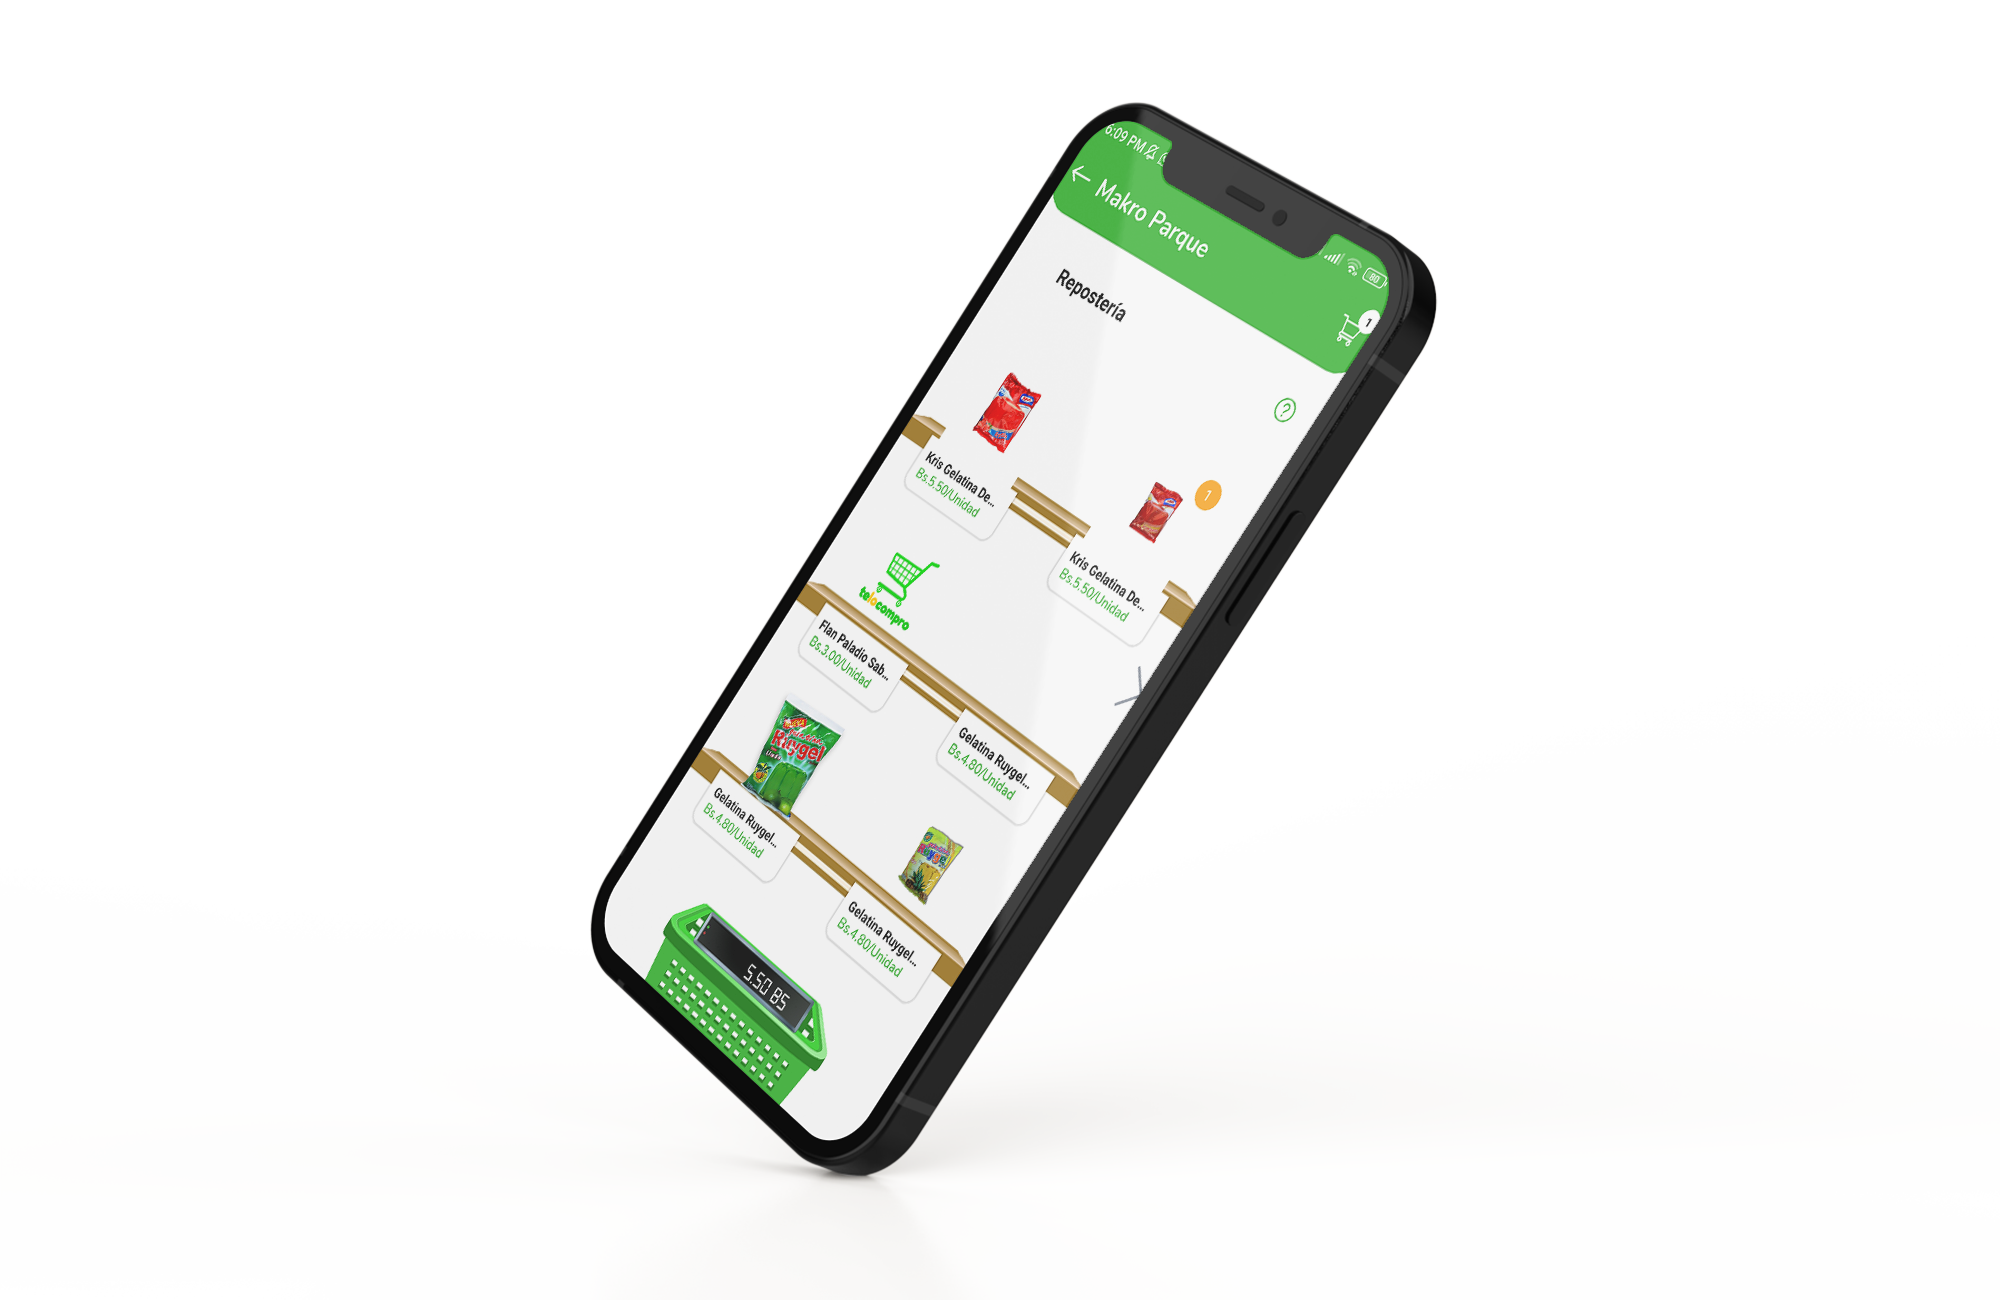 6:09 PM
80
Makro Parque
1
Repostería
?
Kris Gelatina De...
Bs.5.50/Unidad
1
Kris Gelatina De...
Bs.5.50/Unidad
telocompro
Flan Paladio Sab...
Bs.3.00/Unidad
Gelatina Ruygel...
Bs.4.80/Unidad
Ruygel
Gelatina Ruygel...
Bs.4.80/Unidad
Gelatina Ruygel...
Bs.4.80/Unidad
5.50 BS